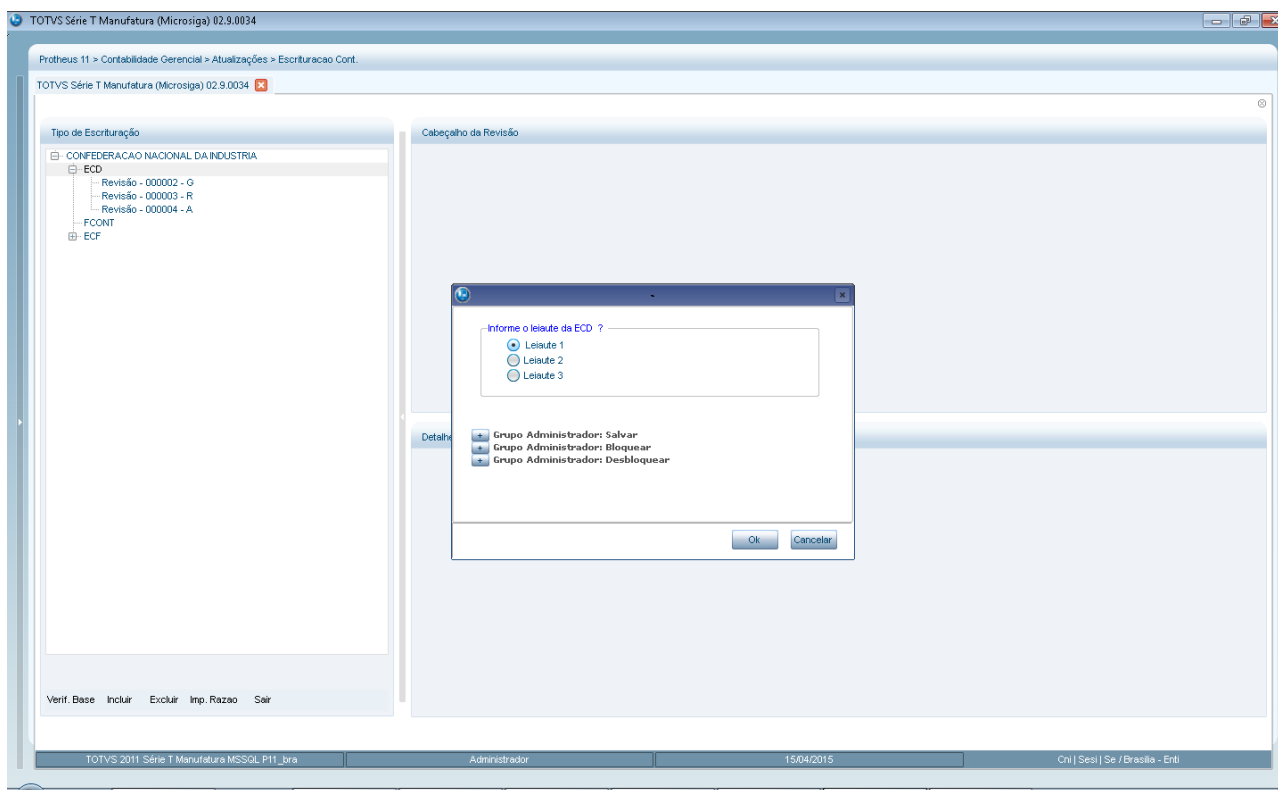 TOTVS Série T Manufatura (Microsiga) 02.9.0034
Protheus 11 > Contabilidade Gerencial > Atualizações > Escrituracao Cont.
TOTVS Série T Manufatura (Microsiga) 02.9.0034
Tipo de Escrituração
Cabeçalho da Revisão
CONFEDERACAO NACIONAL DA INDUSTRIA
ECD
Revisão - 000002 - G
Revisão - 000003 - R
Revisão - 000004 - A
FCONT
ECF
Informe o leiaute da ECD ?
Leiaute 1
Leiaute 2
Leiaute 3
Detalhe
Grupo Administrador: Salvar
Grupo Administrador: Bloquear
Grupo Administrador: Desbloquear
Ok Cancelar
Verif. Base Incluir Excluir Imp. Razao Sair
TOTVS 2011 Série T Manufatura MSSQL P11_bra Administrador 15/04/2015 Cni | Sesi | Se / Brasilia - Enti